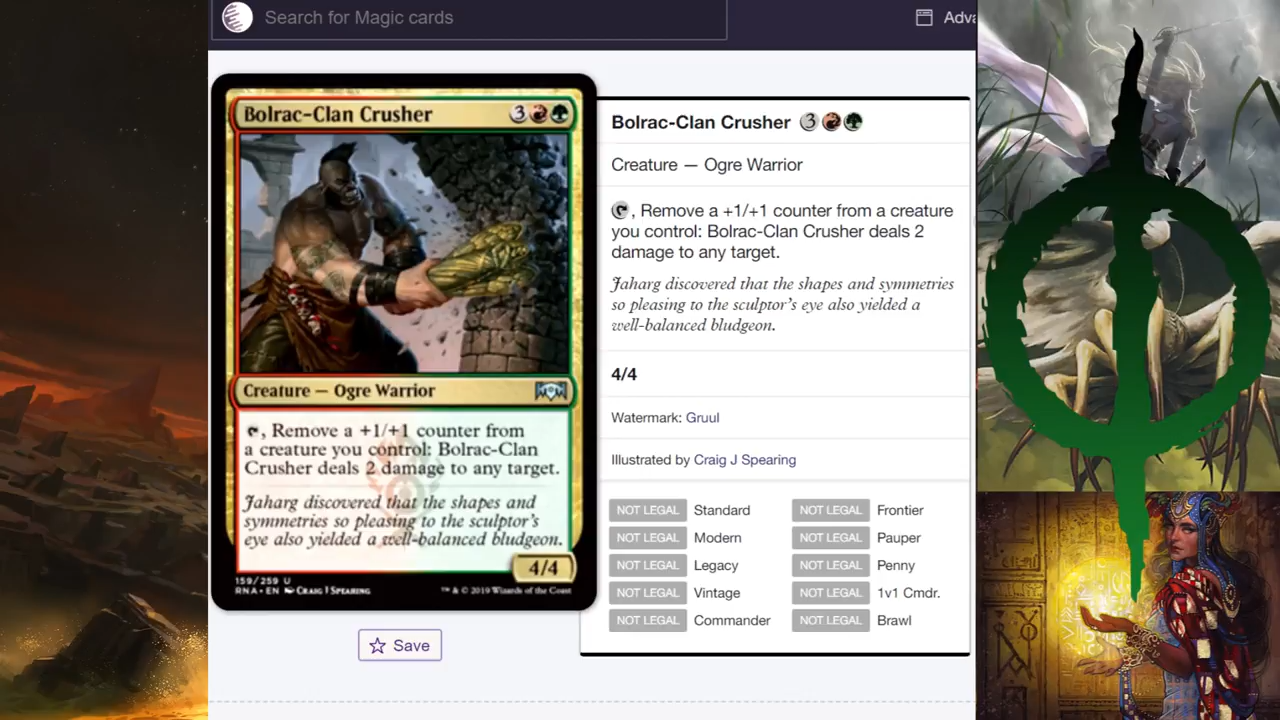 Search for Magic cards
Adva
Bolrac-Clan Crusher 3
Creature — Ogre Warrior
, Remove a +1/+1 counter from
a creature you control: Bolrac-Clan
Crusher deals 2 damage to any target.
Jaharg discovered that the shapes and
symmetries so pleasing to the sculptor's
eye also yielded a well-balanced bludgeon.
4/4
159/259 U
RNA • EN Craig J Spearing
™ & © 2019 Wizards of the Coast
Save
Bolrac-Clan Crusher 3
Creature — Ogre Warrior
, Remove a +1/+1 counter from a creature
you control: Bolrac-Clan Crusher deals 2
damage to any target.
Jaharg discovered that the shapes and symmetries
so pleasing to the sculptor's eye also yielded a
well-balanced bludgeon.
4/4
Watermark: Gruul
Illustrated by Craig J Spearing
NOT LEGAL Standard NOT LEGAL Frontier
NOT LEGAL Modern NOT LEGAL Pauper
NOT LEGAL Legacy NOT LEGAL Penny
NOT LEGAL Vintage NOT LEGAL 1v1 Cmdr.
NOT LEGAL Commander NOT LEGAL Brawl